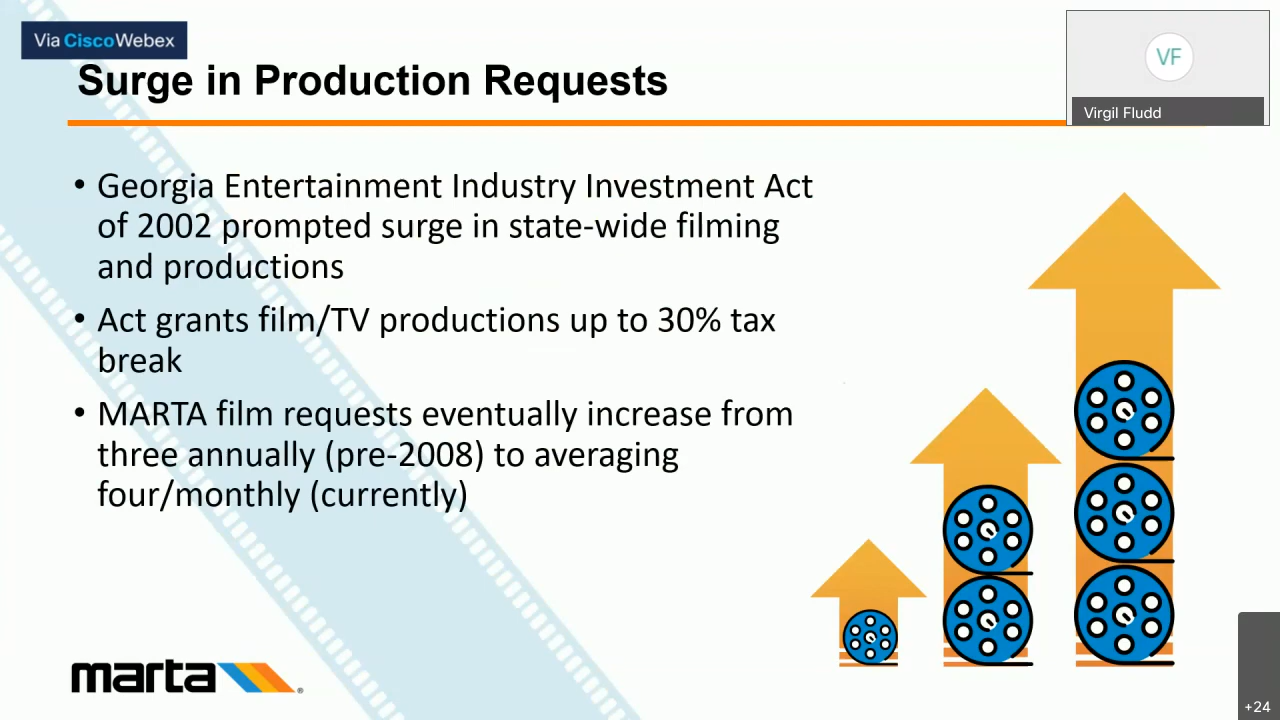 Via Cisco Webex
Surge in Production Requests
VF
Virgil Fludd
• Georgia Entertainment Industry Investment Act
of 2002 prompted surge in state-wide filming
and productions
• Act grants film/TV productions up to 30% tax
break
• MARTA film requests eventually increase from
three annually (pre-2008) to averaging
four/monthly (currently)
marta
+24